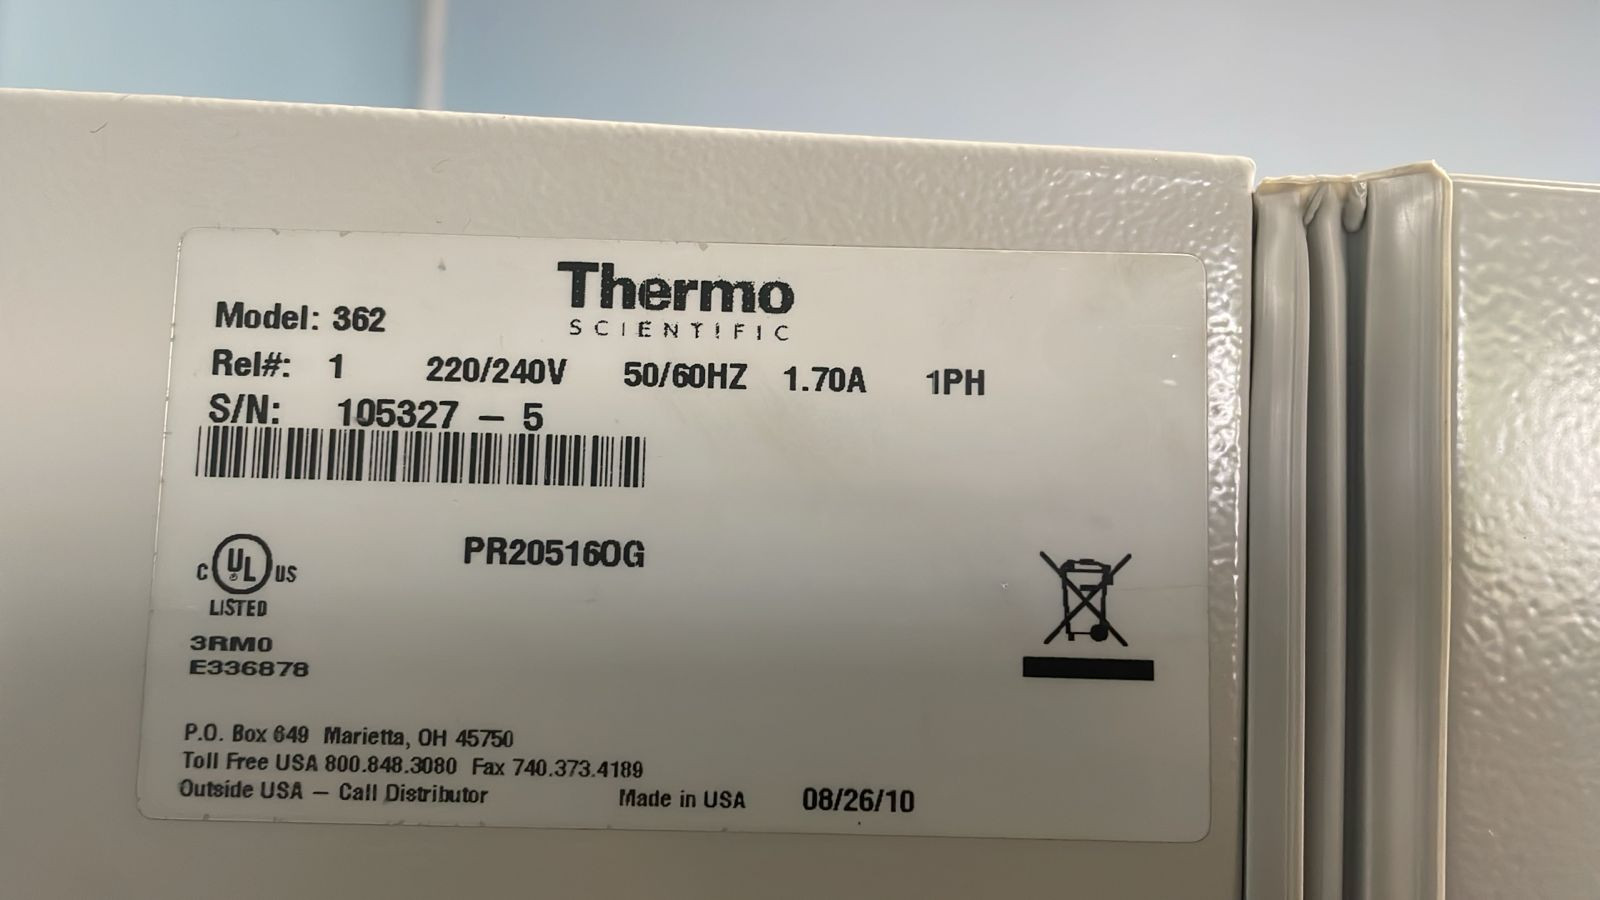 Thermo
SCIENTIFIC
Model: 362
Rel#: 1 220/240V 50/60HZ 1.70A 1PH
S/N: 105327 – 5
PR205160G
C UL US
LISTED
3RM0
E336878
P.O. Box 649 Marietta, OH 45750
Toll Free USA 800.848.3080 Fax 740.373.4189
Outside USA – Call Distributor Made in USA 08/26/10